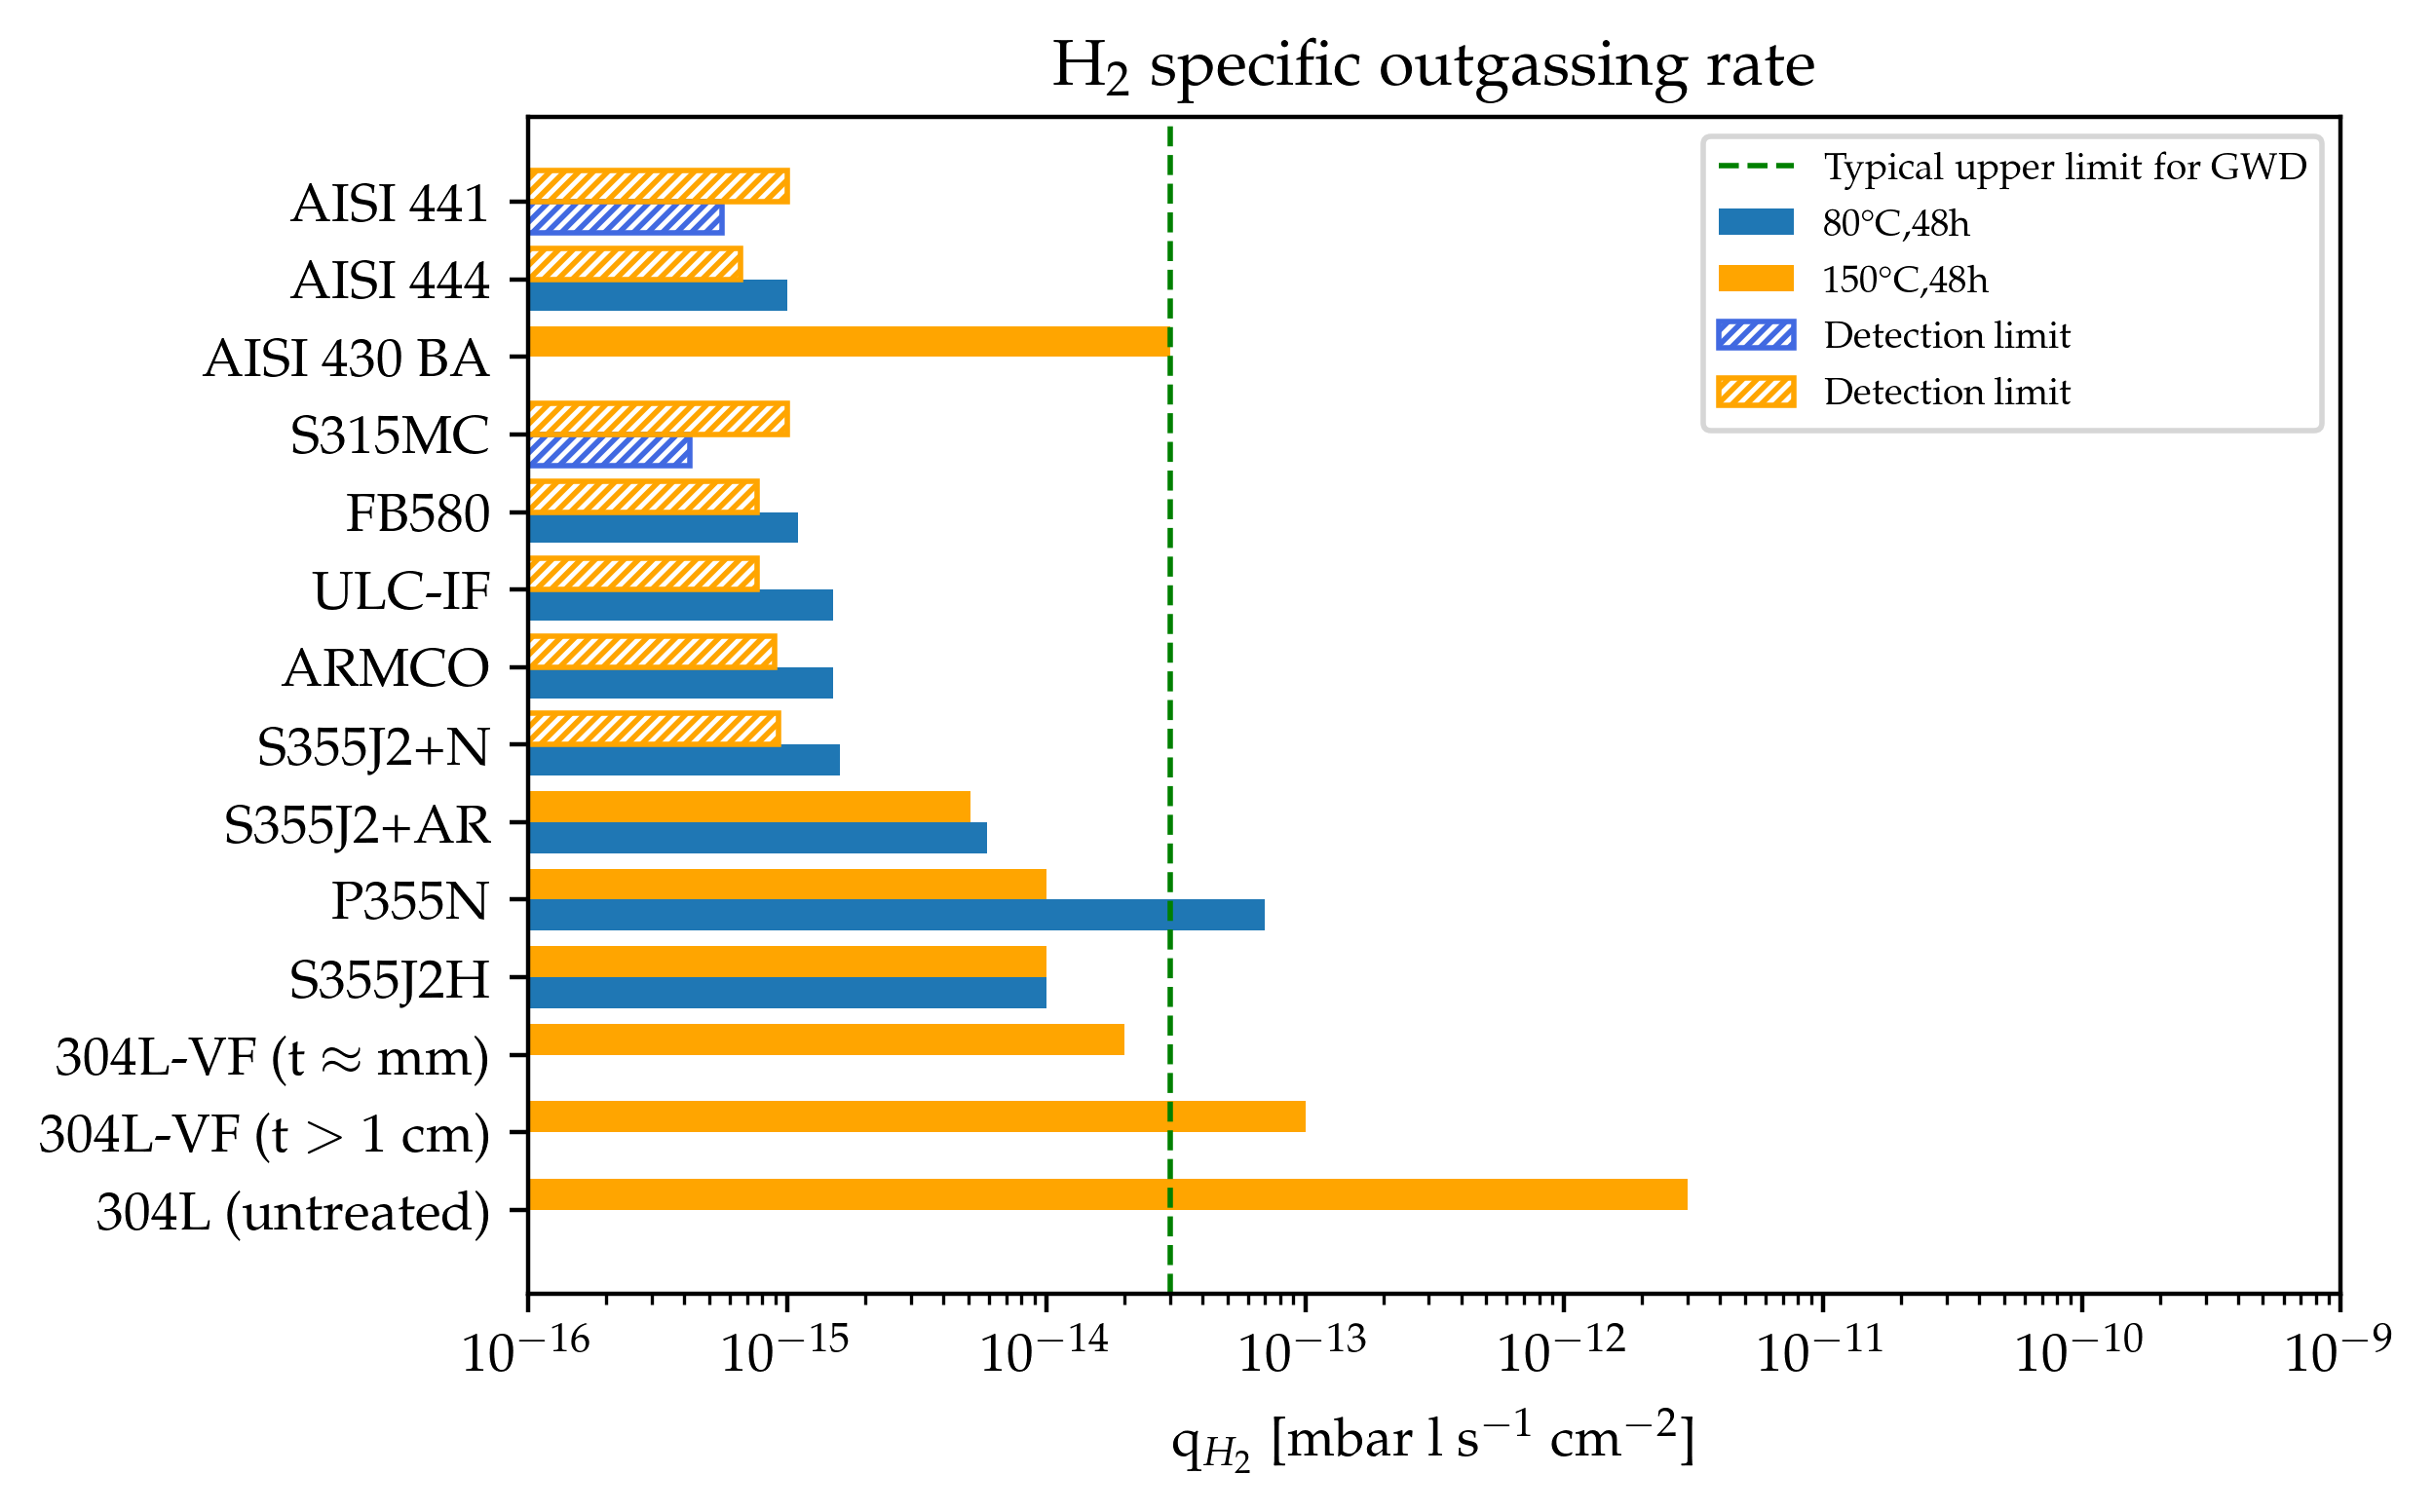 H₂ specific outgassing rate
Typical upper limit for GWD
80°C,48h
150°C,48h
Detection limit
Detection limit
AISI 441
AISI 444
AISI 430 BA
S315MC
FB580
ULC-IF
ARMCO
S355J2+N
S355J2+AR
P355N
S355J2H
304L-VF (t ≈ mm)
304L-VF (t > 1 cm)
304L (untreated)
10⁻¹⁶ 10⁻¹⁵ 10⁻¹⁴ 10⁻¹³ 10⁻¹² 10⁻¹¹ 10⁻¹⁰ 10⁻⁹
q_H₂ [mbar l s⁻¹ cm⁻²]